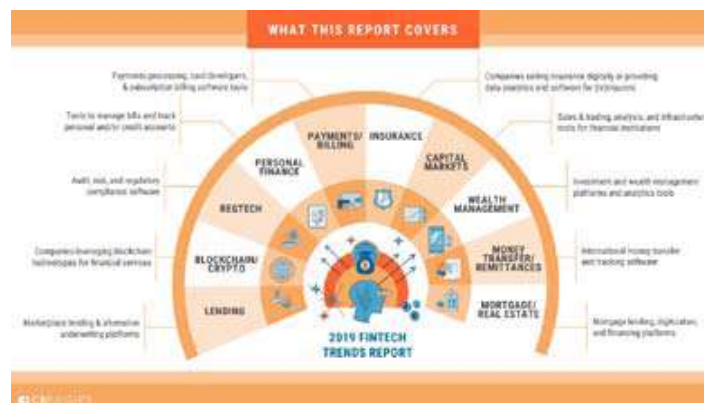 WHAT THIS REPORT COVERS
Payments processing, card developers,
& subscription billing software tools
Companies selling insurance digitally or providing
data analytics and software for (re)insurers
Tools to manage bills and track
personal and/or credit accounts
Sales & trading, analysis, and infrastructure
tools for financial institutions
Audit, risk, and regulatory
compliance software
Investment and wealth management
platforms and analytics tools
Companies leveraging blockchain
technologies for financial services
International money transfer
and tracking software
Marketplace lending & alternative
underwriting platforms
Mortgage lending, digitization,
and financing platforms
LENDING
BLOCKCHAIN/
CRYPTO
REGTECH
PERSONAL
FINANCE
PAYMENTS/
BILLING
INSURANCE
CAPITAL
MARKETS
WEALTH
MANAGEMENT
MONEY
TRANSFER/
REMITTANCES
MORTGAGE/
REAL ESTATE
2019 FINTECH
TRENDS REPORT
CBINSIGHTS